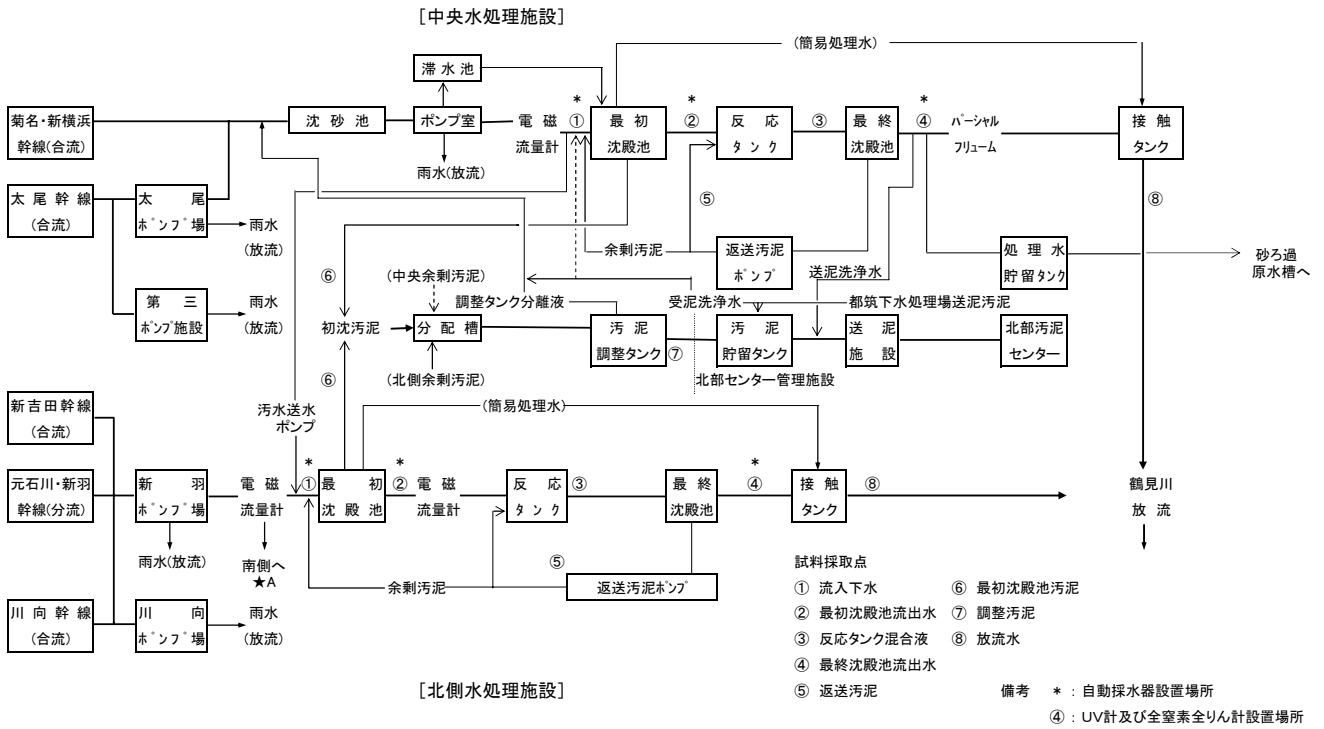 [中央水処理施設]
(簡易処理水)
滞水池
菊名・新横浜
幹線(合流)
沈 砂 池
ポンプ室
電 磁
流量計
*
①
最 初
沈殿池
*
②
反 応
タ ン ク
③
最 終
沈殿池
*
④
パーシャル
フリューム
接 触
タンク
雨水(放流)
太 尾 幹 線
(合流)
太 尾
ポンプ 場
雨水
(放流)
⑤
⑧
余剰汚泥
返送汚泥
ポ ン プ
処 理 水
貯留タンク
砂ろ過
原水槽へ
送泥洗浄水
⑥
(中央余剰汚泥)
第 三
ポンプ施設
雨水
(放流)
調整タンク分離液
受泥洗浄水
都筑下水処理場送泥汚泥
初沈汚泥
分 配 槽
汚 泥
調整タンク
⑦
汚 泥
貯留タンク
送 泥
施 設
北部汚泥
センター
⑥
(北側余剰汚泥)
北部センター管理施設
新吉田幹線
(合流)
汚水送水
ポンプ
(簡易処理水)
元石川・新羽
幹線(分流)
新 羽
ポンプ 場
電 磁
流量計
*
①
最 初
沈 殿 池
*
②
電 磁
流量計
反 応
タ ン ク
③
最 終
沈殿池
*
④
接 触
タンク
⑧
鶴見川
放 流
雨水(放流)
南側へ
★A
⑤
余剰汚泥
返送汚泥ポンプ
川 向 幹 線
(合流)
川 向
ポンプ 場
雨水
(放流)
試料採取点
① 流入下水
② 最初沈殿池流出水
③ 反応タンク混合液
④ 最終沈殿池流出水
⑤ 返送汚泥
⑥ 最初沈殿池汚泥
⑦ 調整汚泥
⑧ 放流水
[北側水処理施設]
備考 * : 自動採水器設置場所
④ : UV計及び全窒素全りん計設置場所